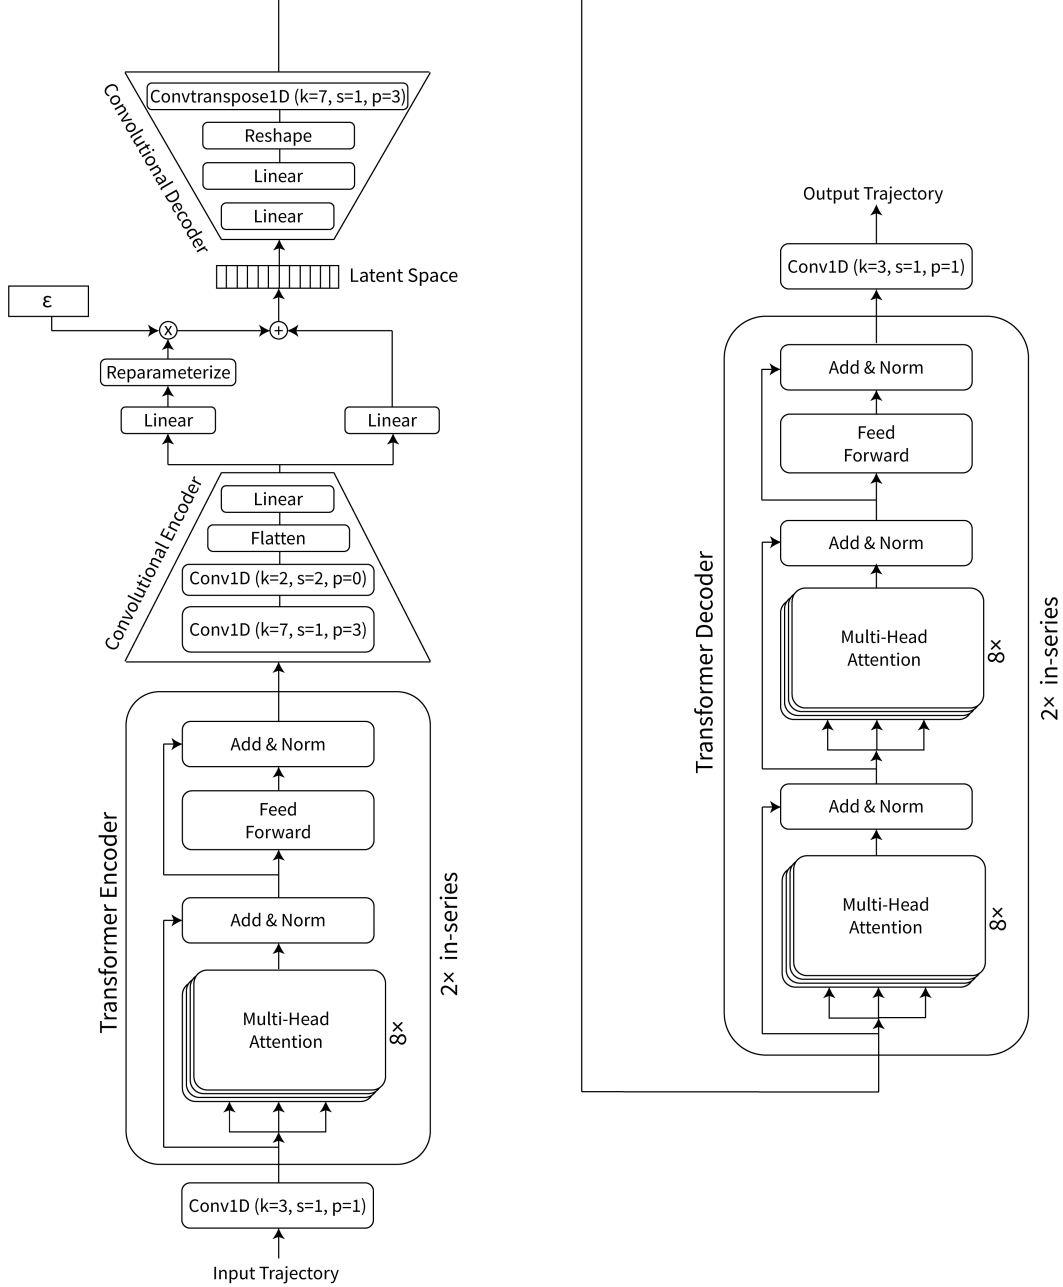 Convolutional Decoder
Convtranspose1D (k=7, s=1, p=3)
Reshape
Linear
Linear
Latent Space
ε
x
+
Reparameterize
Linear
Linear
Convolutional Encoder
Linear
Flatten
Conv1D (k=2, s=2, p=0)
Conv1D (k=7, s=1, p=3)
Transformer Encoder
Add & Norm
Feed
Forward
Add & Norm
Multi-Head
Attention
8×
2× in-series
Conv1D (k=3, s=1, p=1)
Input Trajectory
Output Trajectory
Conv1D (k=3, s=1, p=1)
Transformer Decoder
Add & Norm
Feed
Forward
Add & Norm
Multi-Head
Attention
8×
Add & Norm
Multi-Head
Attention
8×
2× in-series